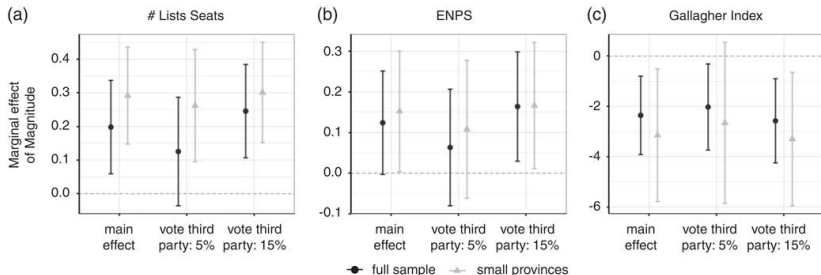 (a) # Lists Seats
(b) ENPS
(c) Gallagher Index
Marginal effect
of Magnitude
0.4
0.3
0.2
0.1
0.0
main
effect
vote third
party: 5%
vote third
party: 15%
0.3
0.2
0.1
0.0
-0.1
main
effect
vote third
party: 5%
vote third
party: 15%
0
-2
-4
-6
main
effect
vote third
party: 5%
vote third
party: 15%
full sample small provinces